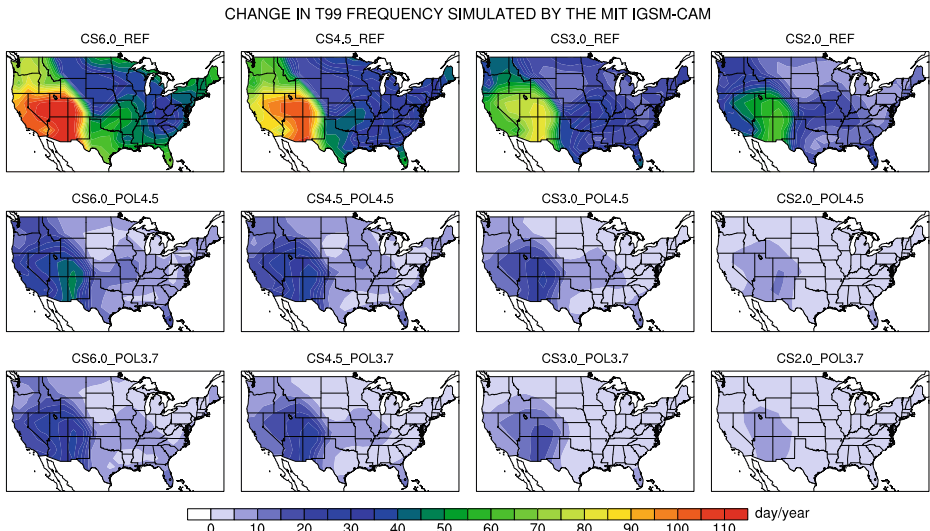 CHANGE IN T99 FREQUENCY SIMULATED BY THE MIT IGSM-CAM
CS6.0_REF CS4.5_REF CS3.0_REF CS2.0_REF
CS6.0_POL4.5 CS4.5_POL4.5 CS3.0_POL4.5 CS2.0_POL4.5
CS6.0_POL3.7 CS4.5_POL3.7 CS3.0_POL3.7 CS2.0_POL3.7
day/year
0 10 20 30 40 50 60 70 80 90 100 110